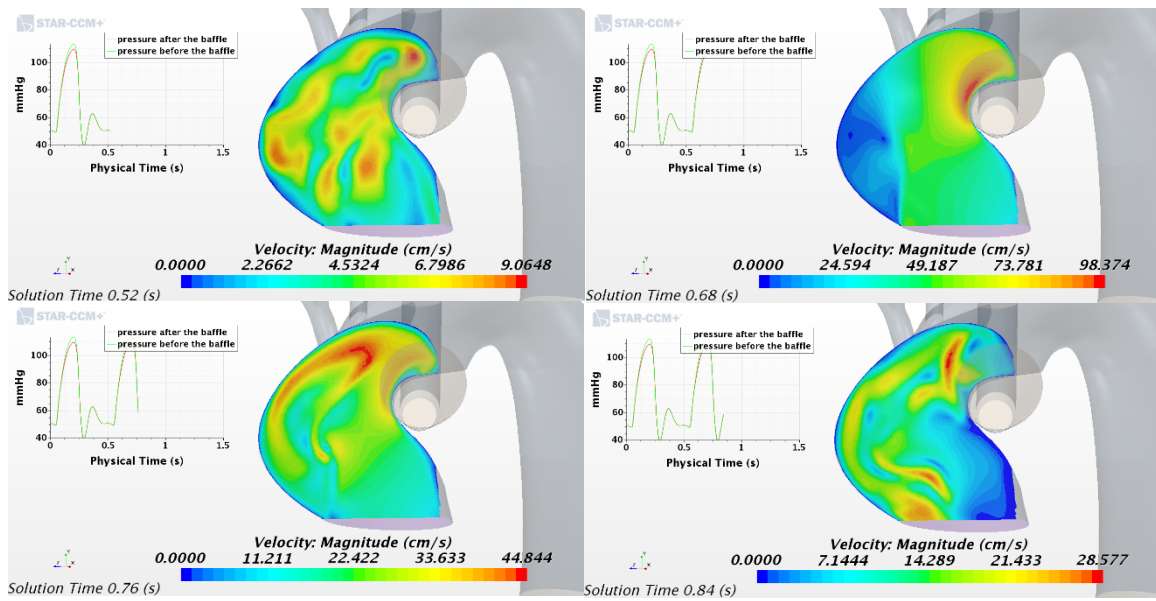 STAR-CCM+
pressure after the baffle
pressure before the baffle
mmHg
100
80
60
40
0
0.5
1
1.5
Physical Time (s)
Velocity: Magnitude (cm/s)
0.0000 2.2662 4.5324 6.7986 9.0648
Y
Z X
Solution Time 0.52 (s)
STAR-CCM+
pressure after the baffle
pressure before the baffle
mmHg
100
80
60
40
0
0.5
1
1.5
Physical Time (s)
Velocity: Magnitude (cm/s)
0.0000 24.594 49.187 73.781 98.374
Y
Z X
Solution Time 0.68 (s)
STAR-CCM+
pressure after the baffle
pressure before the baffle
mmHg
100
80
60
40
0
0.5
1
1.5
Physical Time (s)
Velocity: Magnitude (cm/s)
0.0000 11.211 22.422 33.633 44.844
Y
Z X
Solution Time 0.76 (s)
STAR-CCM+
pressure after the baffle
pressure before the baffle
mmHg
100
80
60
40
0
0.5
1
1.5
Physical Time (s)
Velocity: Magnitude (cm/s)
0.0000 7.1444 14.289 21.433 28.577
Y
Z X
Solution Time 0.84 (s)